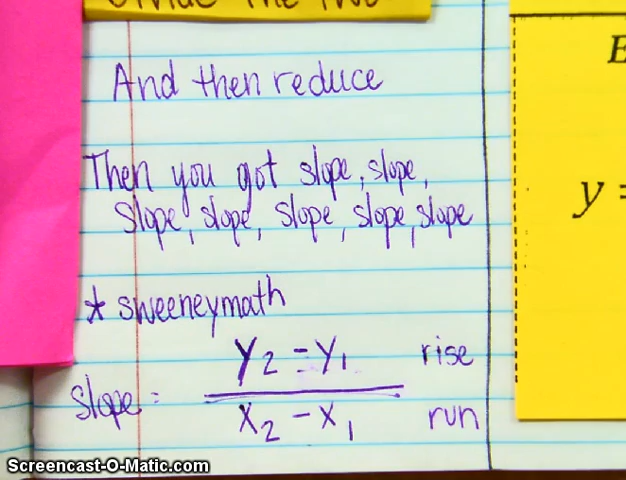 the
And then reduce
Then you got slope, slope,
slope, slope, slope, slope, slope
* sweeneymath
slope = y2 - y1 rise
x2 - x1 run
E
y =
Screencast-O-Matic.com